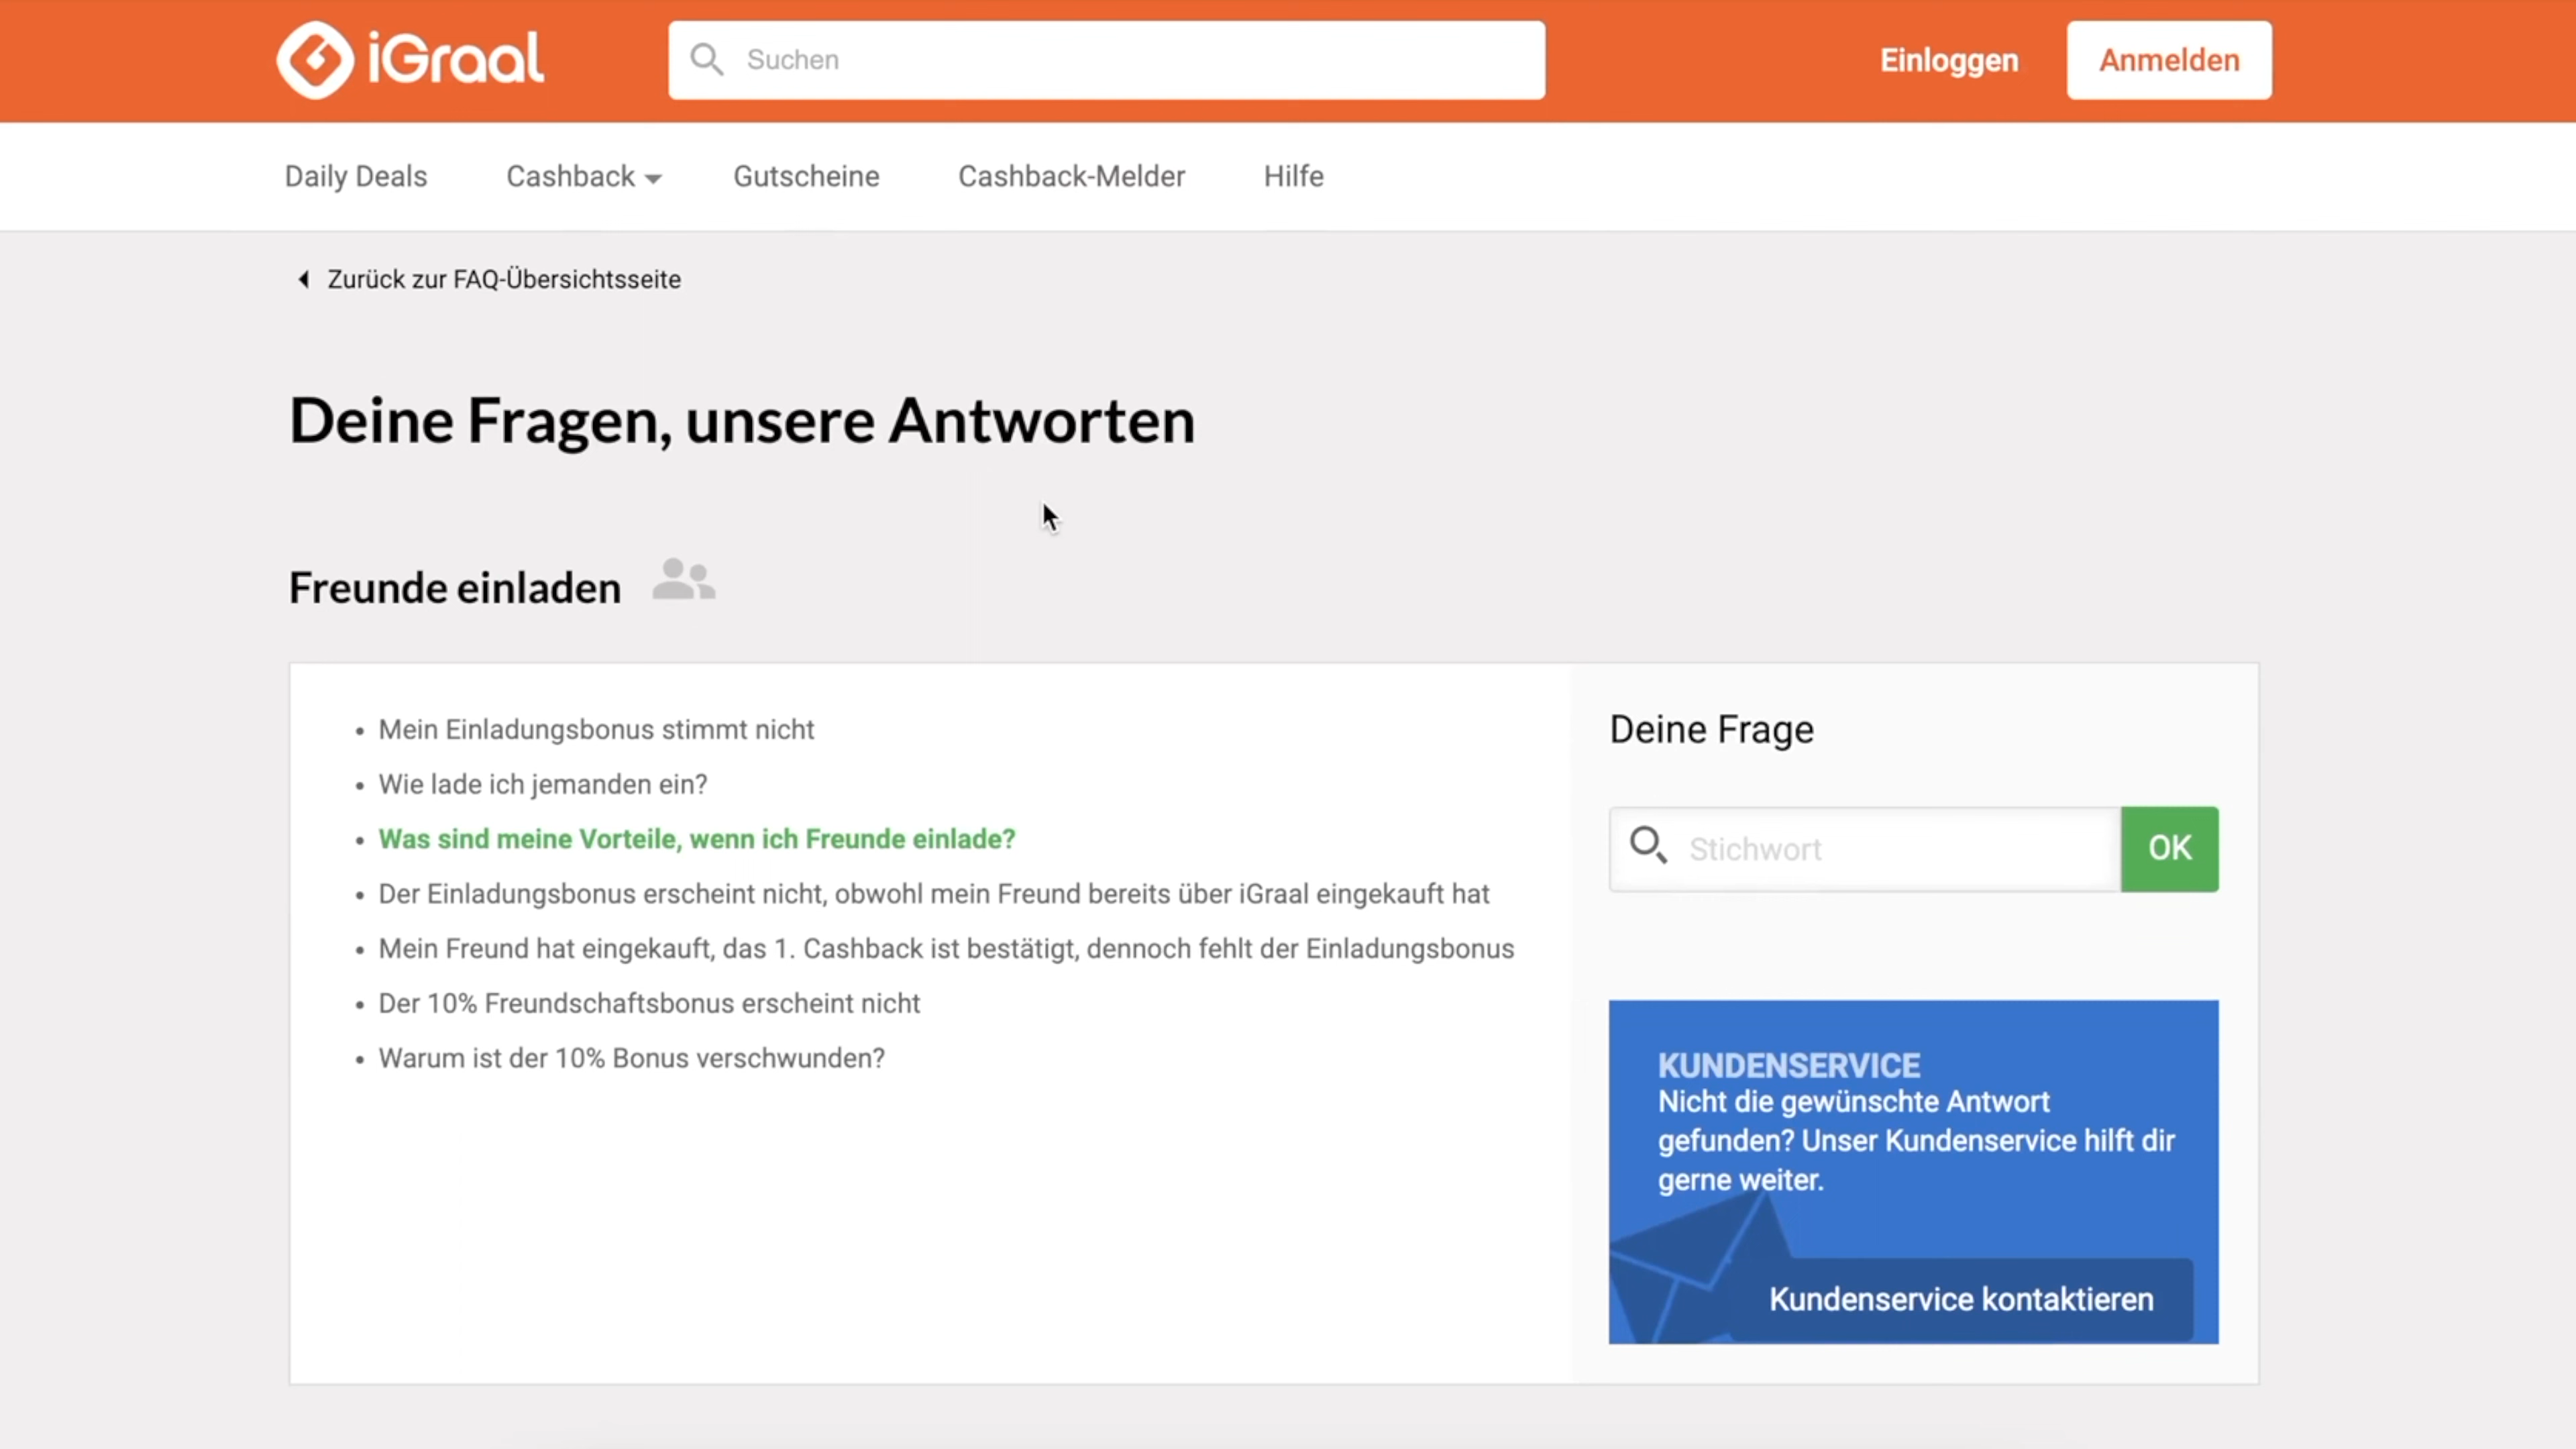 iGraal
Suchen
Einloggen
Anmelden
Daily Deals
Cashback
Gutscheine
Cashback-Melder
Hilfe
Zurück zur FAQ-Übersichtsseite
Deine Fragen, unsere Antworten
Freunde einladen
Mein Einladungsbonus stimmt nicht
Wie lade ich jemanden ein?
Was sind meine Vorteile, wenn ich Freunde einlade?
Der Einladungsbonus erscheint nicht, obwohl mein Freund bereits über iGraal eingekauft hat
Mein Freund hat eingekauft, das 1. Cashback ist bestätigt, dennoch fehlt der Einladungsbonus
Der 10% Freundschaftsbonus erscheint nicht
Warum ist der 10% Bonus verschwunden?
Deine Frage
Stichwort
OK
KUNDENSERVICE
Nicht die gewünschte Antwort
gefunden? Unser Kundenservice hilft dir
gerne weiter.
Kundenservice kontaktieren